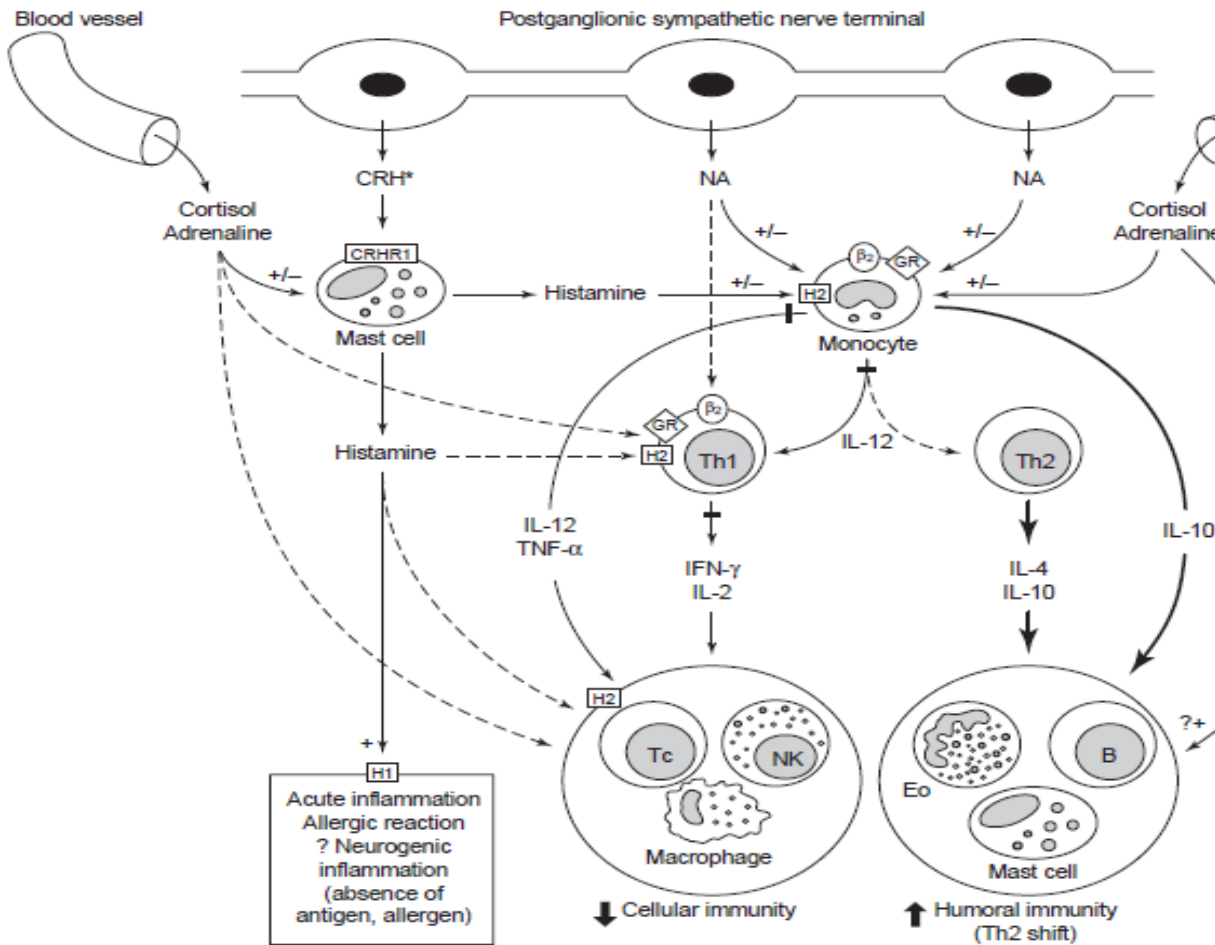 Blood vessel
Postganglionic sympathetic nerve terminal
CRH*
NA
NA
Cortisol
Adrenaline
Cortisol
Adrenaline
CRHR1
+/–
+/–
+/–
β2
GR
+/–
+/–
H2
Histamine
Mast cell
Monocyte
β2
GR
H2
Th1
IL-12
Th2
Histamine
IL-12
TNF-α
IFN-γ
IL-2
IL-4
IL-10
IL-10
H2
Tc
NK
Macrophage
Eo
B
Mast cell
?+
+
H1
Acute inflammation
Allergic reaction
? Neurogenic
inflammation
(absence of
antigen, allergen)
Cellular immunity
Humoral immunity
(Th2 shift)